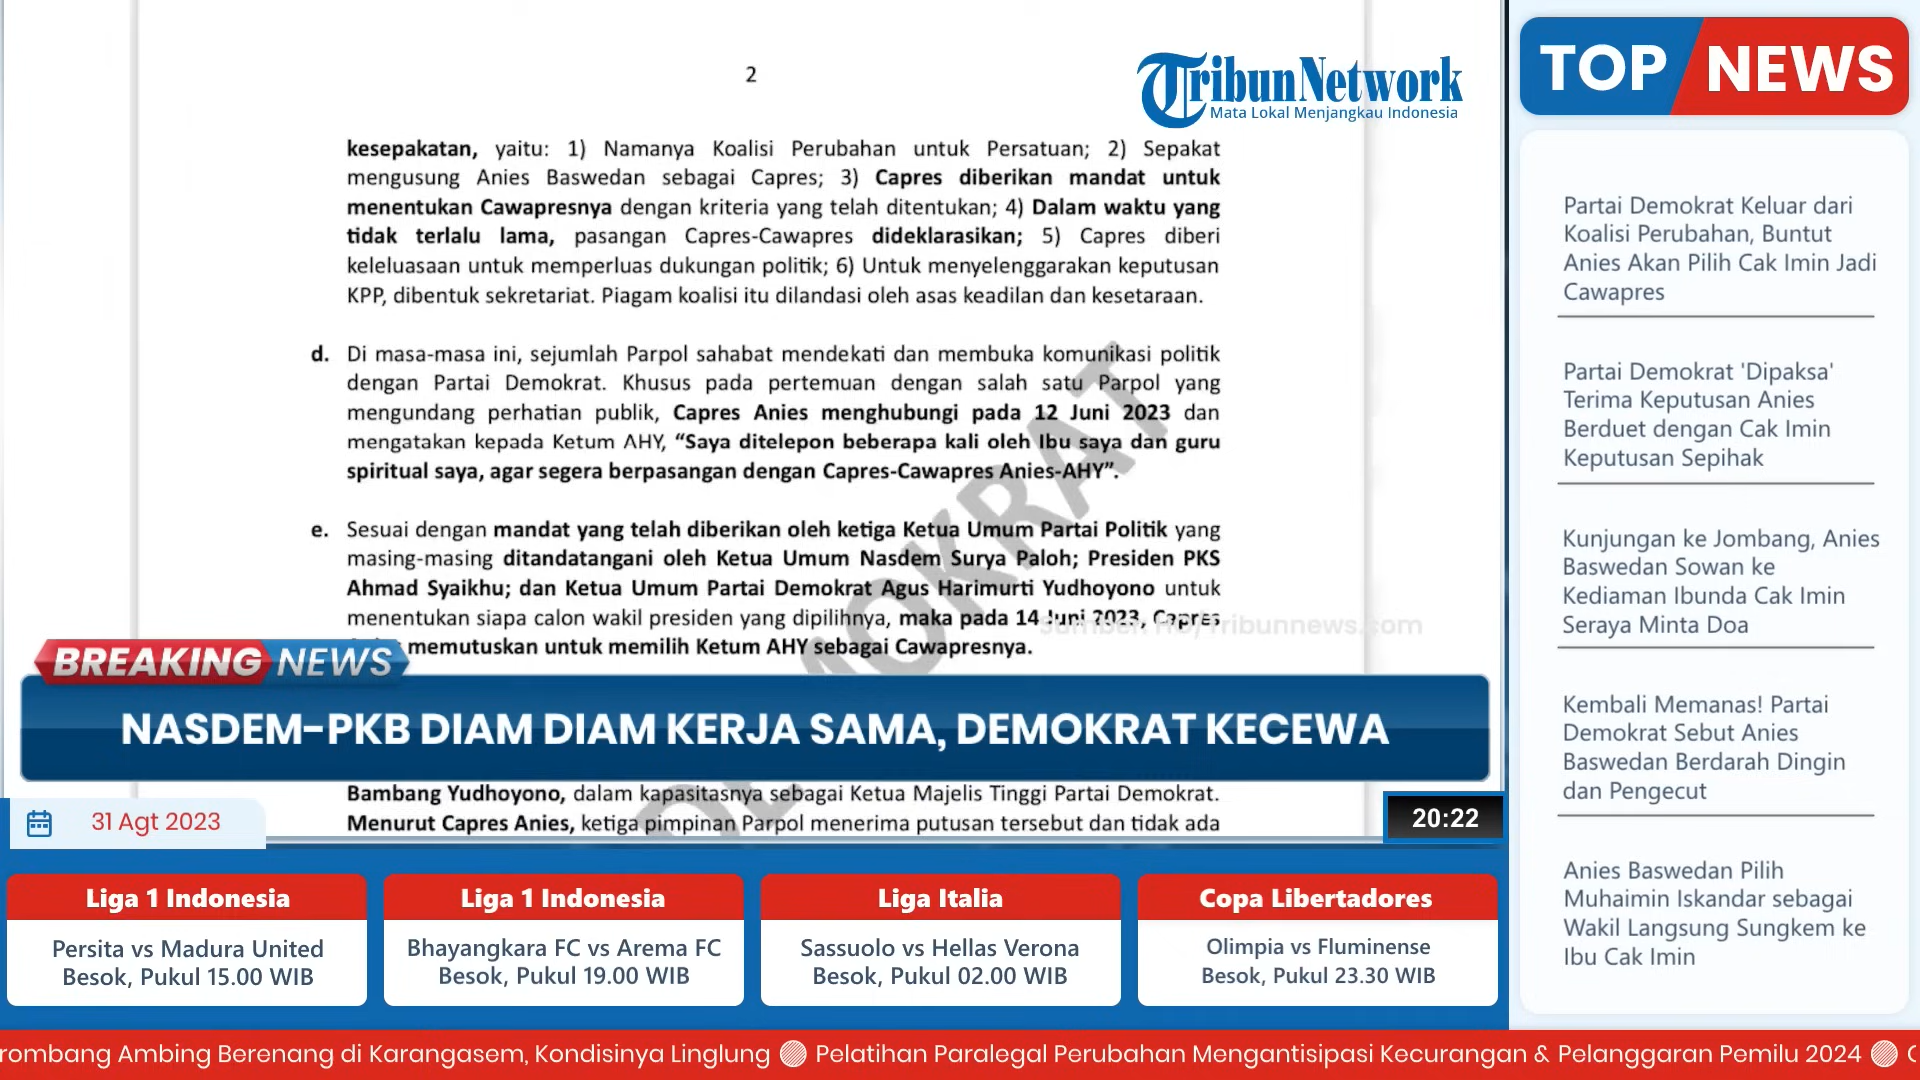 2
TribunNetwork
Mata Lokal Menjangkau Indonesia
kesepakatan, yaitu: 1) Namanya Koalisi Perubahan untuk Persatuan; 2) Sepakat
mengusung Anies Baswedan sebagai Capres; 3) Capres diberikan mandat untuk
menentukan Cawapresnya dengan kriteria yang telah ditentukan; 4) Dalam waktu yang
tidak terlalu lama, pasangan Capres-Cawapres dideklarasikan; 5) Capres diberi
keleluasaan untuk memperluas dukungan politik; 6) Untuk menyelenggarakan keputusan
KPP, dibentuk sekretariat. Piagam koalisi itu dilandasi oleh asas keadilan dan kesetaraan.
d. Di masa-masa ini, sejumlah Parpol sahabat mendekati dan membuka komunikasi politik
dengan Partai Demokrat. Khusus pada pertemuan dengan salah satu Parpol yang
mengundang perhatian publik, Capres Anies menghubungi pada 12 Juni 2023 dan
mengatakan kepada Ketum AHY, “Saya ditelepon beberapa kali oleh Ibu saya dan guru
spiritual saya, agar segera berpasangan dengan Capres-Cawapres Anies-AHY”.
e. Sesuai dengan mandat yang telah diberikan oleh ketiga Ketua Umum Partai Politik yang
masing-masing ditandatangani oleh Ketua Umum Nasdem Surya Paloh; Presiden PKS
Ahmad Syaikhu; dan Ketua Umum Partai Demokrat Agus Harimurti Yudhoyono untuk
menentukan siapa calon wakil presiden yang dipilihnya, maka pada 14 Juni 2023, Capres
memutuskan untuk memilih Ketum AHY sebagai Cawapresnya.
DEMOKRAT
Sumber: HO/Tribunnews.com
BREAKING NEWS
NASDEM-PKB DIAM DIAM KERJA SAMA, DEMOKRAT KECEWA
Bambang Yudhoyono, dalam kapasitasnya sebagai Ketua Majelis Tinggi Partai Demokrat.
Menurut Capres Anies, ketiga pimpinan Parpol menerima putusan tersebut dan tidak ada
31 Agt 2023
20:22
Liga 1 Indonesia
Persita vs Madura United
Besok, Pukul 15.00 WIB
Liga 1 Indonesia
Bhayangkara FC vs Arema FC
Besok, Pukul 19.00 WIB
Liga Italia
Sassuolo vs Hellas Verona
Besok, Pukul 02.00 WIB
Copa Libertadores
Olimpia vs Fluminense
Besok, Pukul 23.30 WIB
TOP NEWS
Partai Demokrat Keluar dari
Koalisi Perubahan, Buntut
Anies Akan Pilih Cak Imin Jadi
Cawapres
Partai Demokrat 'Dipaksa'
Terima Keputusan Anies
Berduet dengan Cak Imin
Keputusan Sepihak
Kunjungan ke Jombang, Anies
Baswedan Sowan ke
Kediaman Ibunda Cak Imin
Seraya Minta Doa
Kembali Memanas! Partai
Demokrat Sebut Anies
Baswedan Berdarah Dingin
dan Pengecut
Anies Baswedan Pilih
Muhaimin Iskandar sebagai
Wakil Langsung Sungkem ke
Ibu Cak Imin
rombang Ambing Berenang di Karangasem, Kondisinya Linglung Pelatihan Paralegal Perubahan Mengantisipasi Kecurangan & Pelanggaran Pemilu 2024